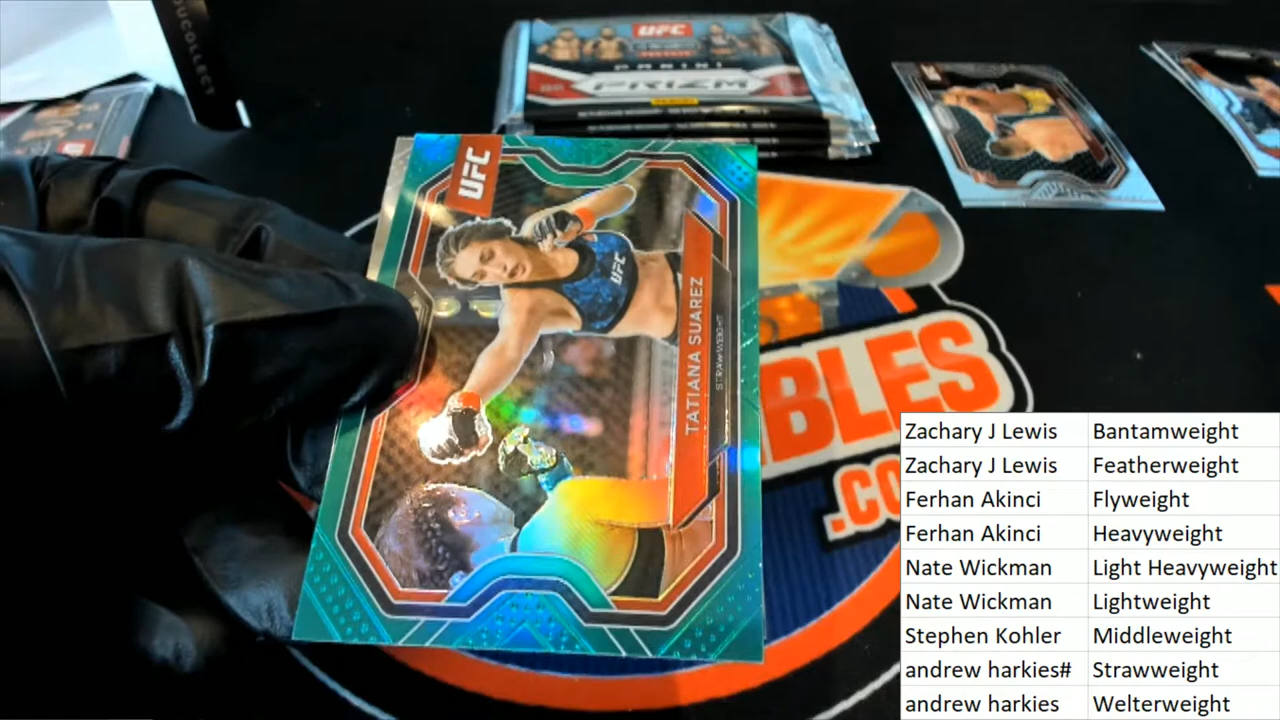 OUCOLLECT
UFC
PANINI
PRIZM
UFC
UFC
TATIANA SUAREZ
STRAWWEIGHT
BLES
.CO
Zachary J Lewis Bantamweight
Zachary J Lewis Featherweight
Ferhan Akinci Flyweight
Ferhan Akinci Heavyweight
Nate Wickman Light Heavyweight
Nate Wickman Lightweight
Stephen Kohler Middleweight
andrew harkies# Strawweight
andrew harkies Welterweight